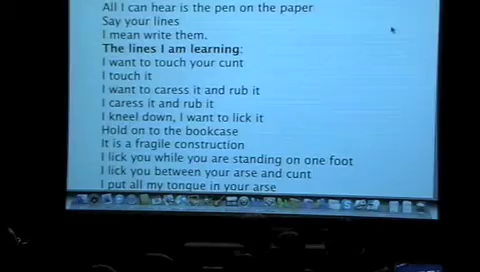 All I can hear is the pen on the paper
Say your lines
I mean write them.
The lines I am learning:
I want to touch your cunt
I touch it
I want to caress it and rub it
I caress it and rub it
I kneel down, I want to lick it
Hold on to the bookcase
It is a fragile construction
I lick you while you are standing on one foot
I lick you between your arse and cunt
I put all my tongue in your arse